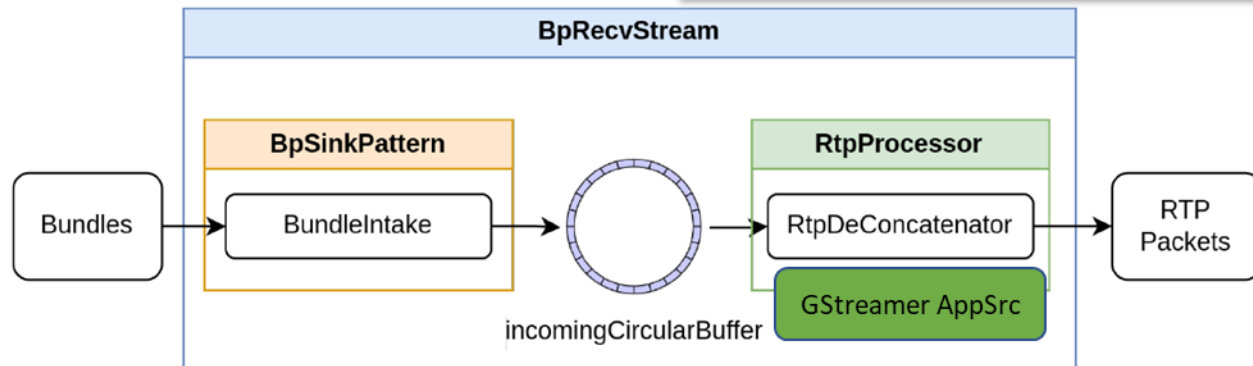 BpRecvStream
BpSinkPattern
RtpProcessor
Bundles
BundleIntake
RtpDeConcatenator
RTP
Packets
GStreamer AppSrc
incomingCircularBuffer